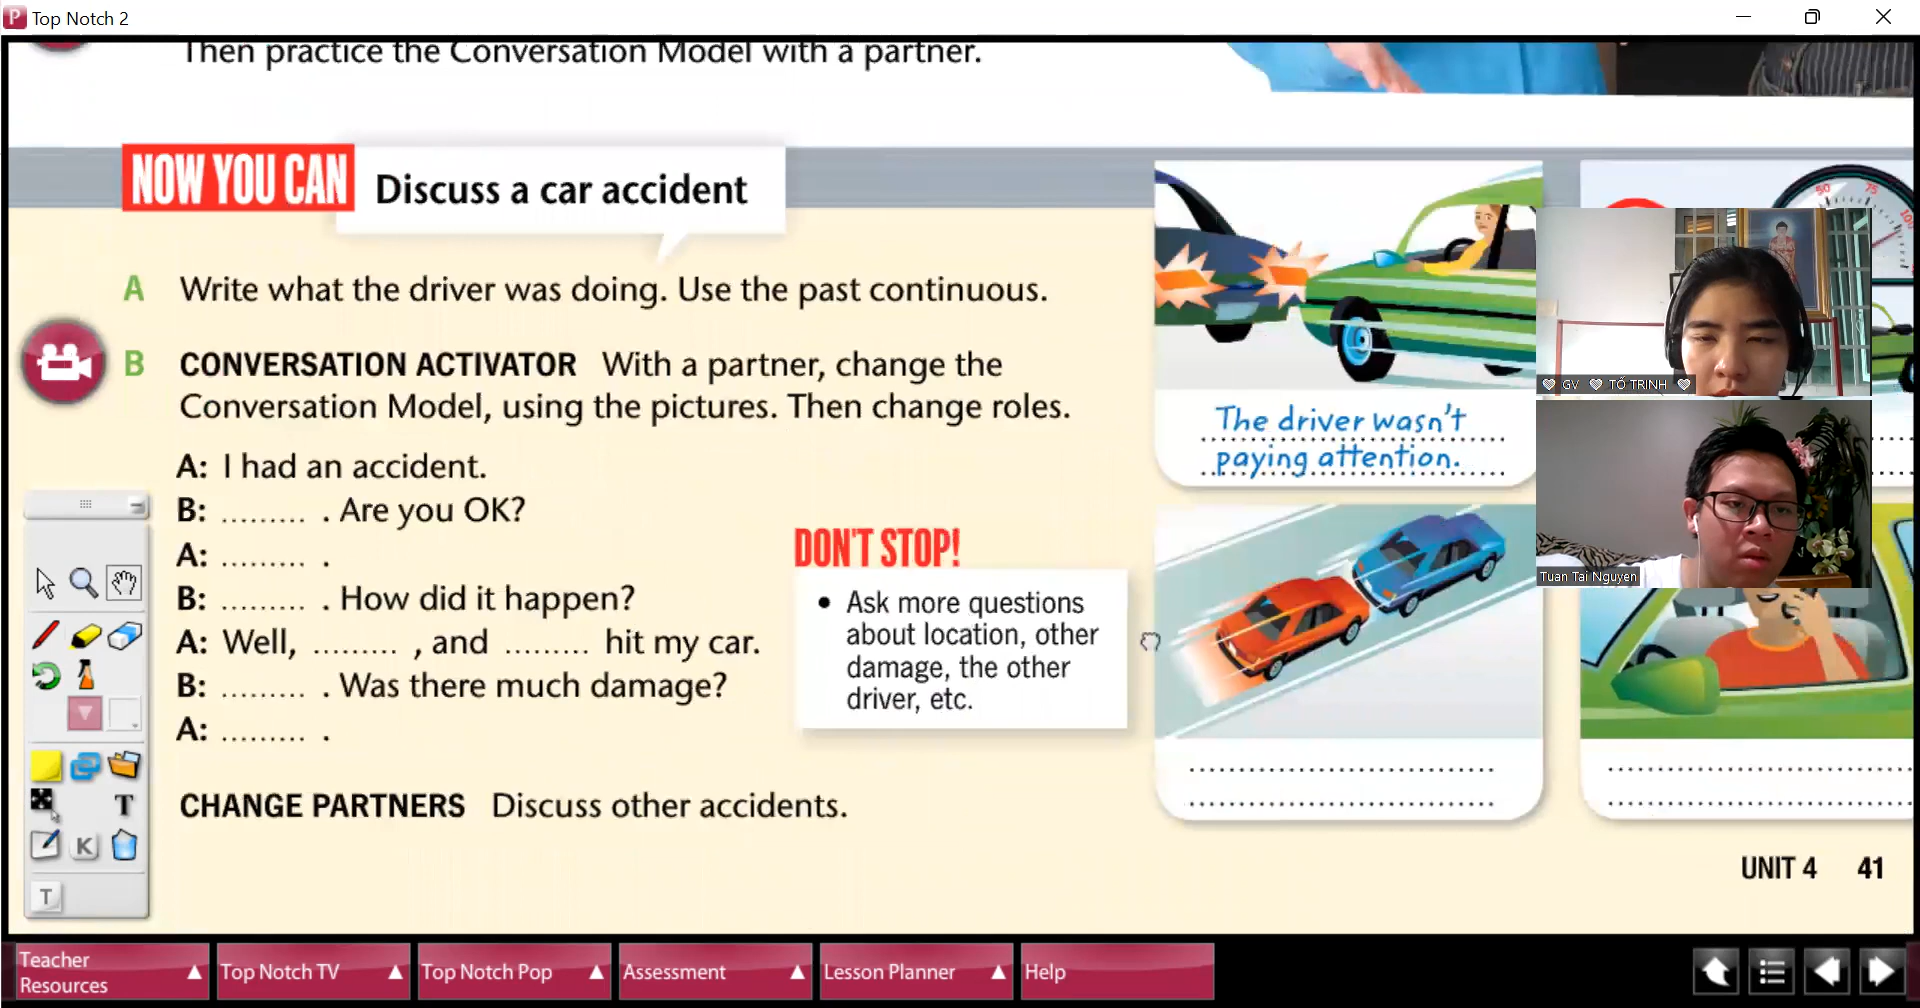 Top Notch 2
Then practice the Conversation Model with a partner.
NOW YOU CAN Discuss a car accident
A Write what the driver was doing. Use the past continuous.
B CONVERSATION ACTIVATOR With a partner, change the
Conversation Model, using the pictures. Then change roles.
A: I had an accident.
B: ......... . Are you OK?
A: ......... .
B: ......... . How did it happen?
A: Well, ......... , and ......... hit my car.
B: ......... . Was there much damage?
A: ......... .
CHANGE PARTNERS Discuss other accidents.
DON'T STOP!
• Ask more questions
about location, other
damage, the other
driver, etc.
The driver wasn't
paying attention.
50 75 100
GV TỐ TRINH
Tuan Tai Nguyen
UNIT 4 41
T
K
T
Teacher
Resources
Top Notch TV
Top Notch Pop
Assessment
Lesson Planner
Help